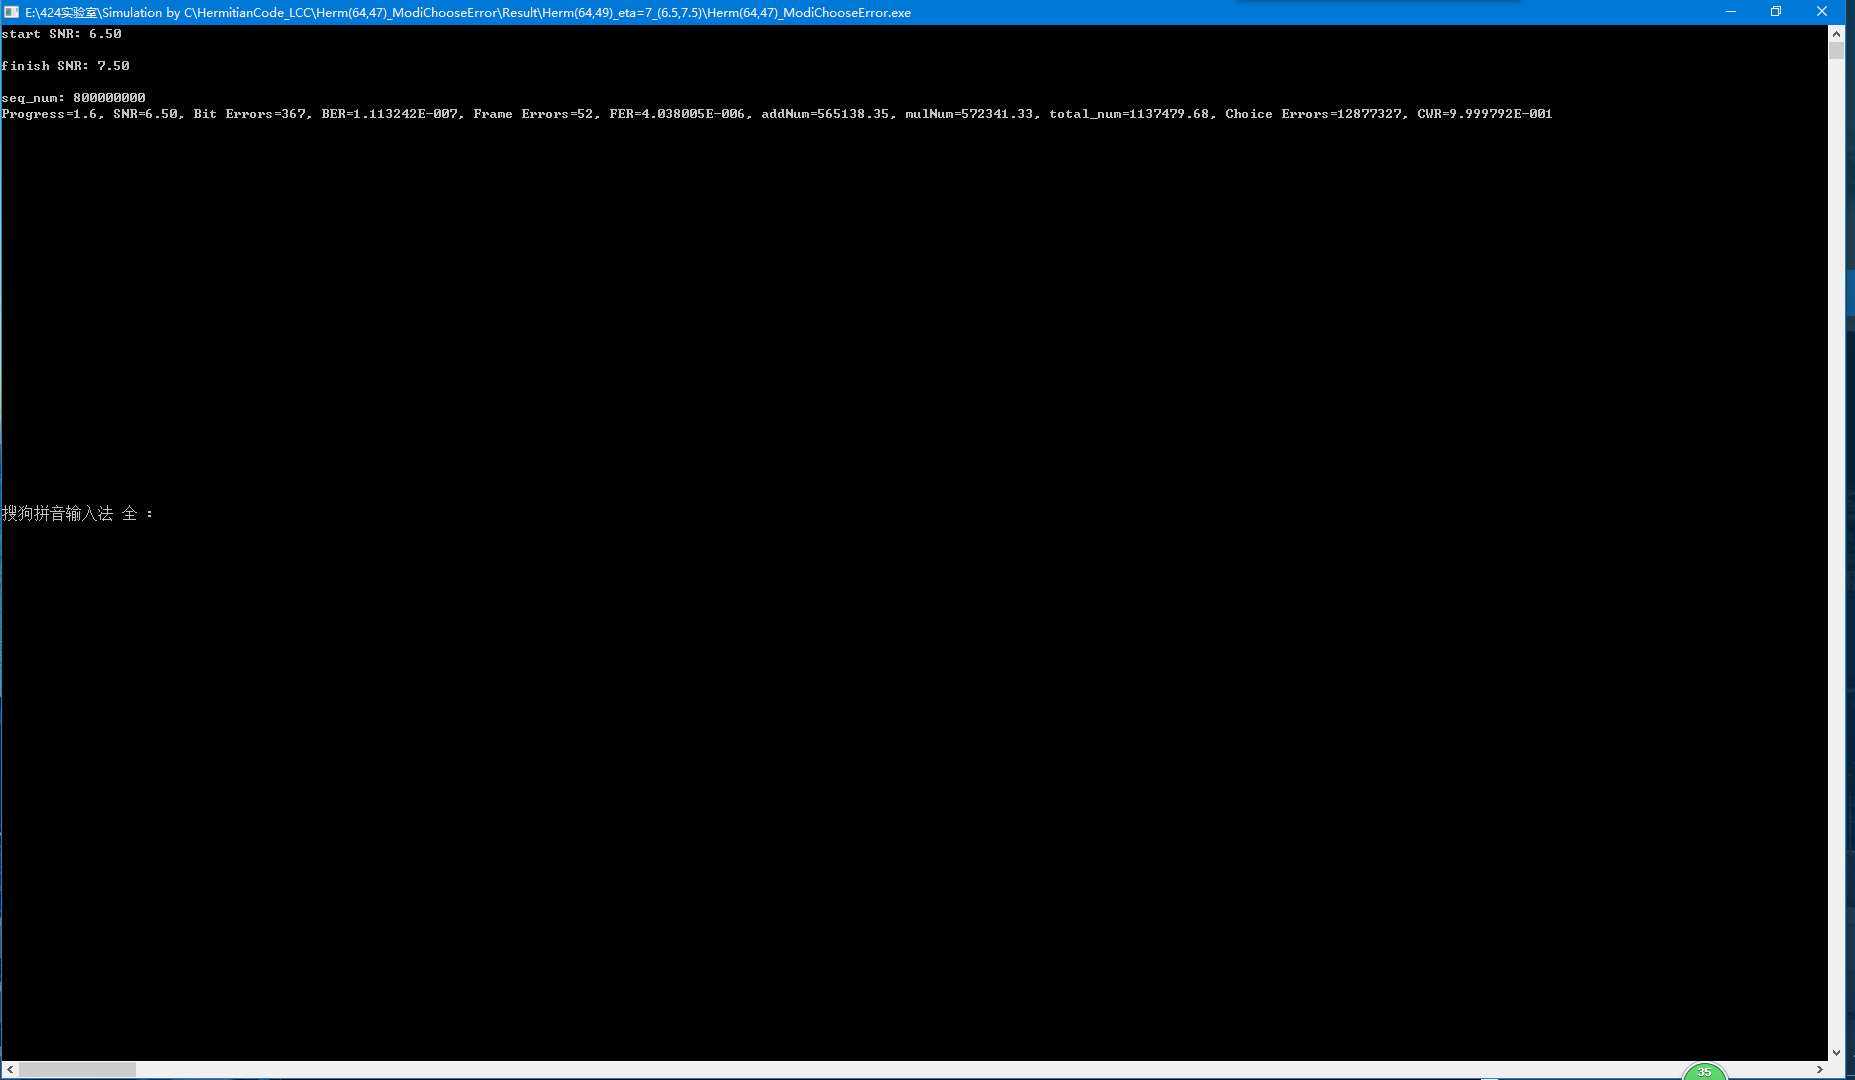 E:\424实验室\Simulation by C\HermitianCode_LCC\Herm(64,47)_ModiChooseError\Result\Herm(64,49)_eta=7_(6.5,7.5)\Herm(64,47)_ModiChooseError.exe
start SNR: 6.50
finish SNR: 7.50
seq_num: 800000000
Progress=1.6, SNR=6.50, Bit Errors=367, BER=1.113242E-007, Frame Errors=52, FER=4.038005E-006, addNum=565138.35, mulNum=572341.33, total_num=1137479.68, Choice Errors=12877327, CWR=9.999792E-001
搜狗拼音输入法 全 :
35